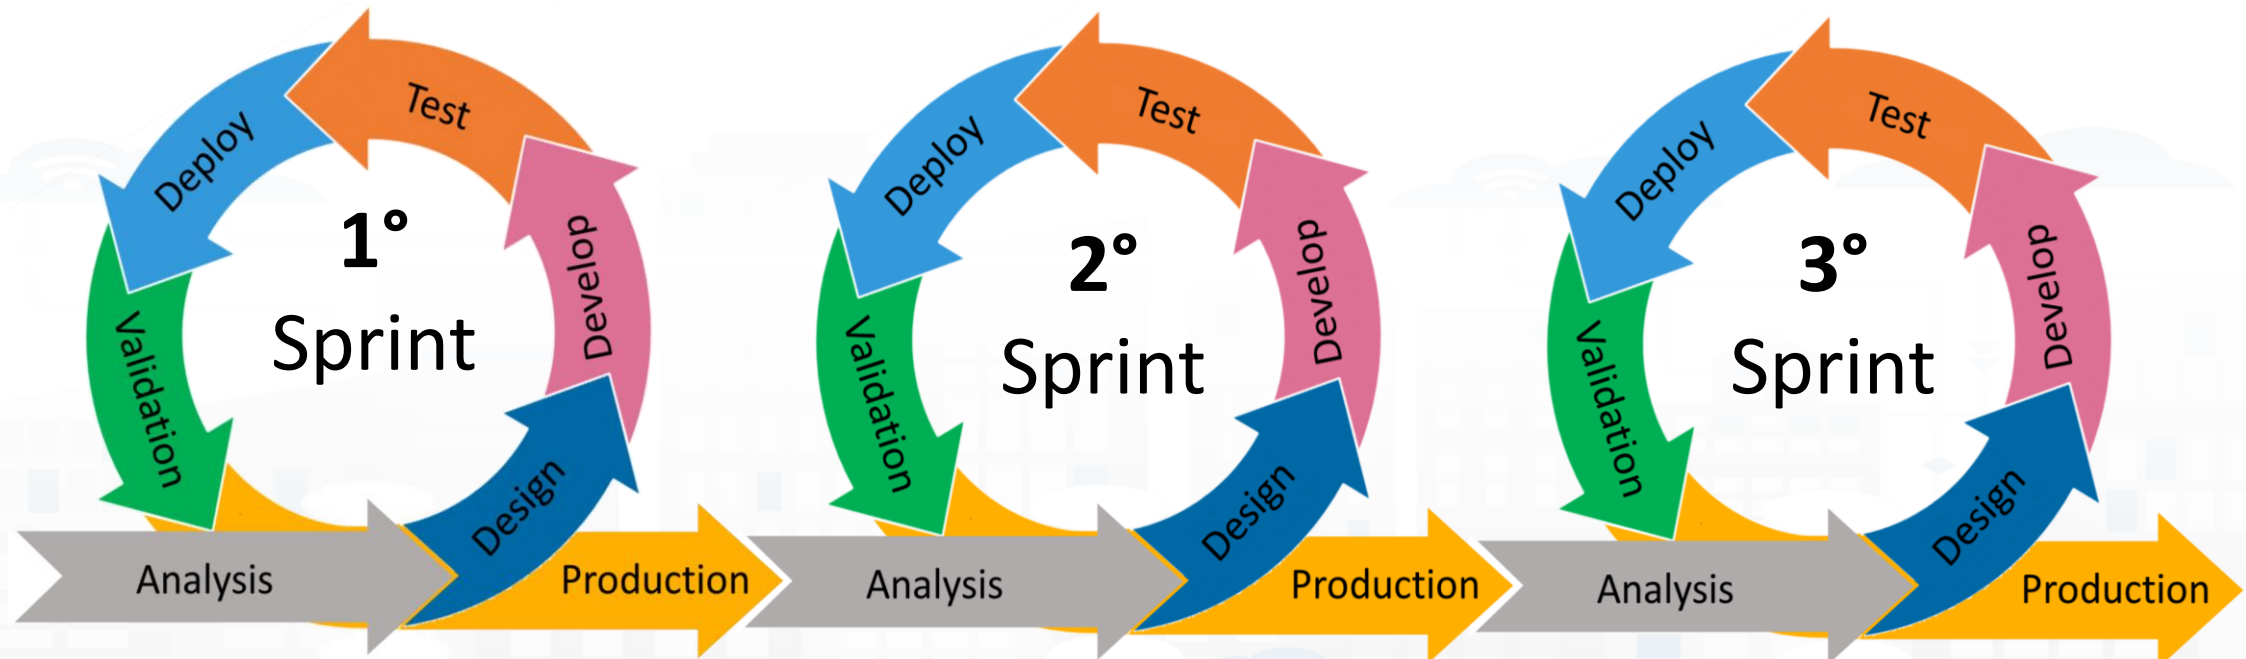 Test
Deploy
1°
Sprint
Develop
Validation
Design
Analysis
Production
Test
Deploy
2°
Sprint
Develop
Validation
Design
Analysis
Production
Test
Deploy
3°
Sprint
Develop
Validation
Design
Analysis
Production